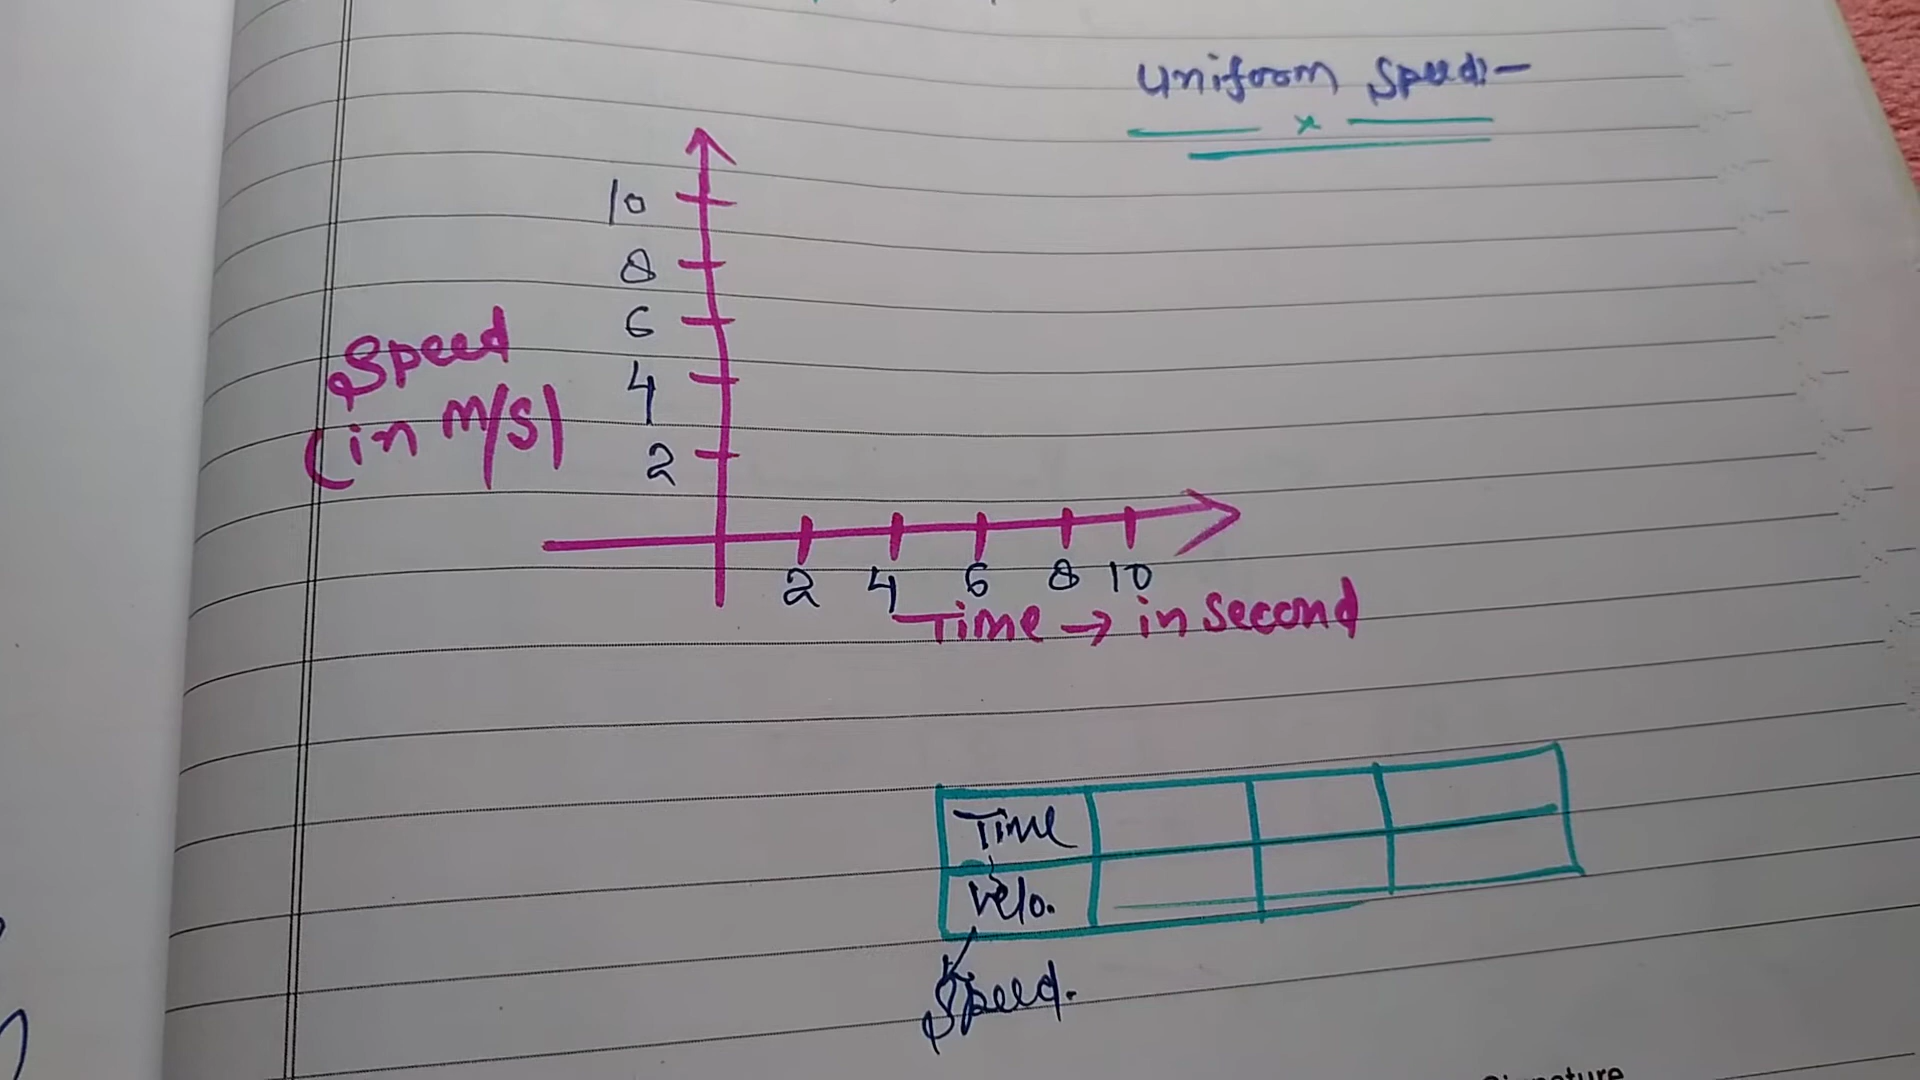 Uniform Speed:-
x
10
8
6
4
2
Speed
(in m/s)
2 4 6 8 10
Time → in second
Time
Velo.
Speed.